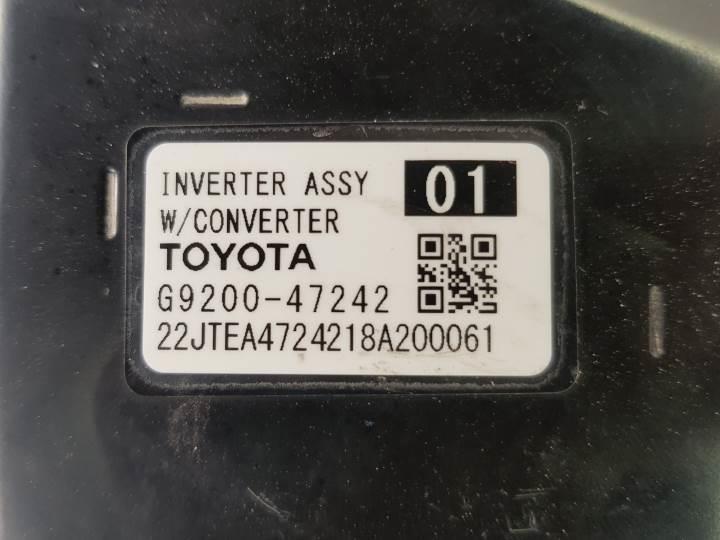 INVERTER ASSY 01
W/CONVERTER
TOYOTA
G9200-47242
22JTEA4724218A200061